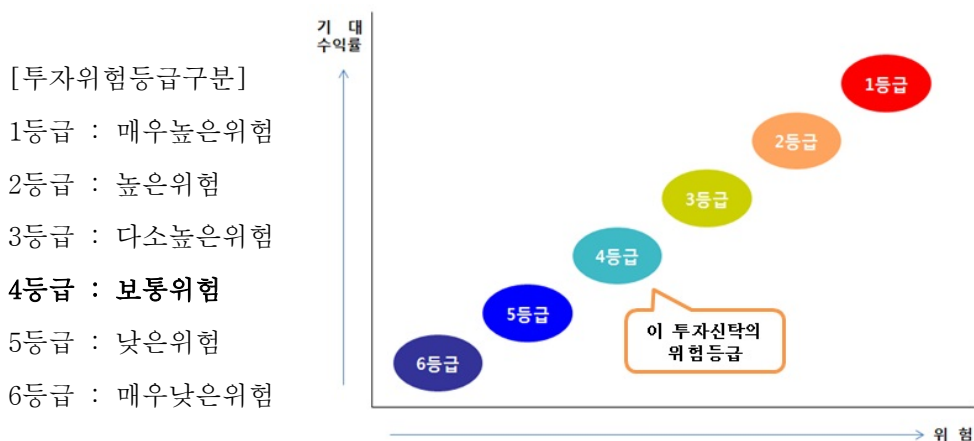 [투자위험등급구분]
1등급 : 매우높은위험
2등급 : 높은위험
3등급 : 다소높은위험
4등급 : 보통위험
5등급 : 낮은위험
6등급 : 매우낮은위험
기 대
수익률
1등급
2등급
3등급
4등급
5등급
6등급
이 투자신탁의
위험등급
위 험